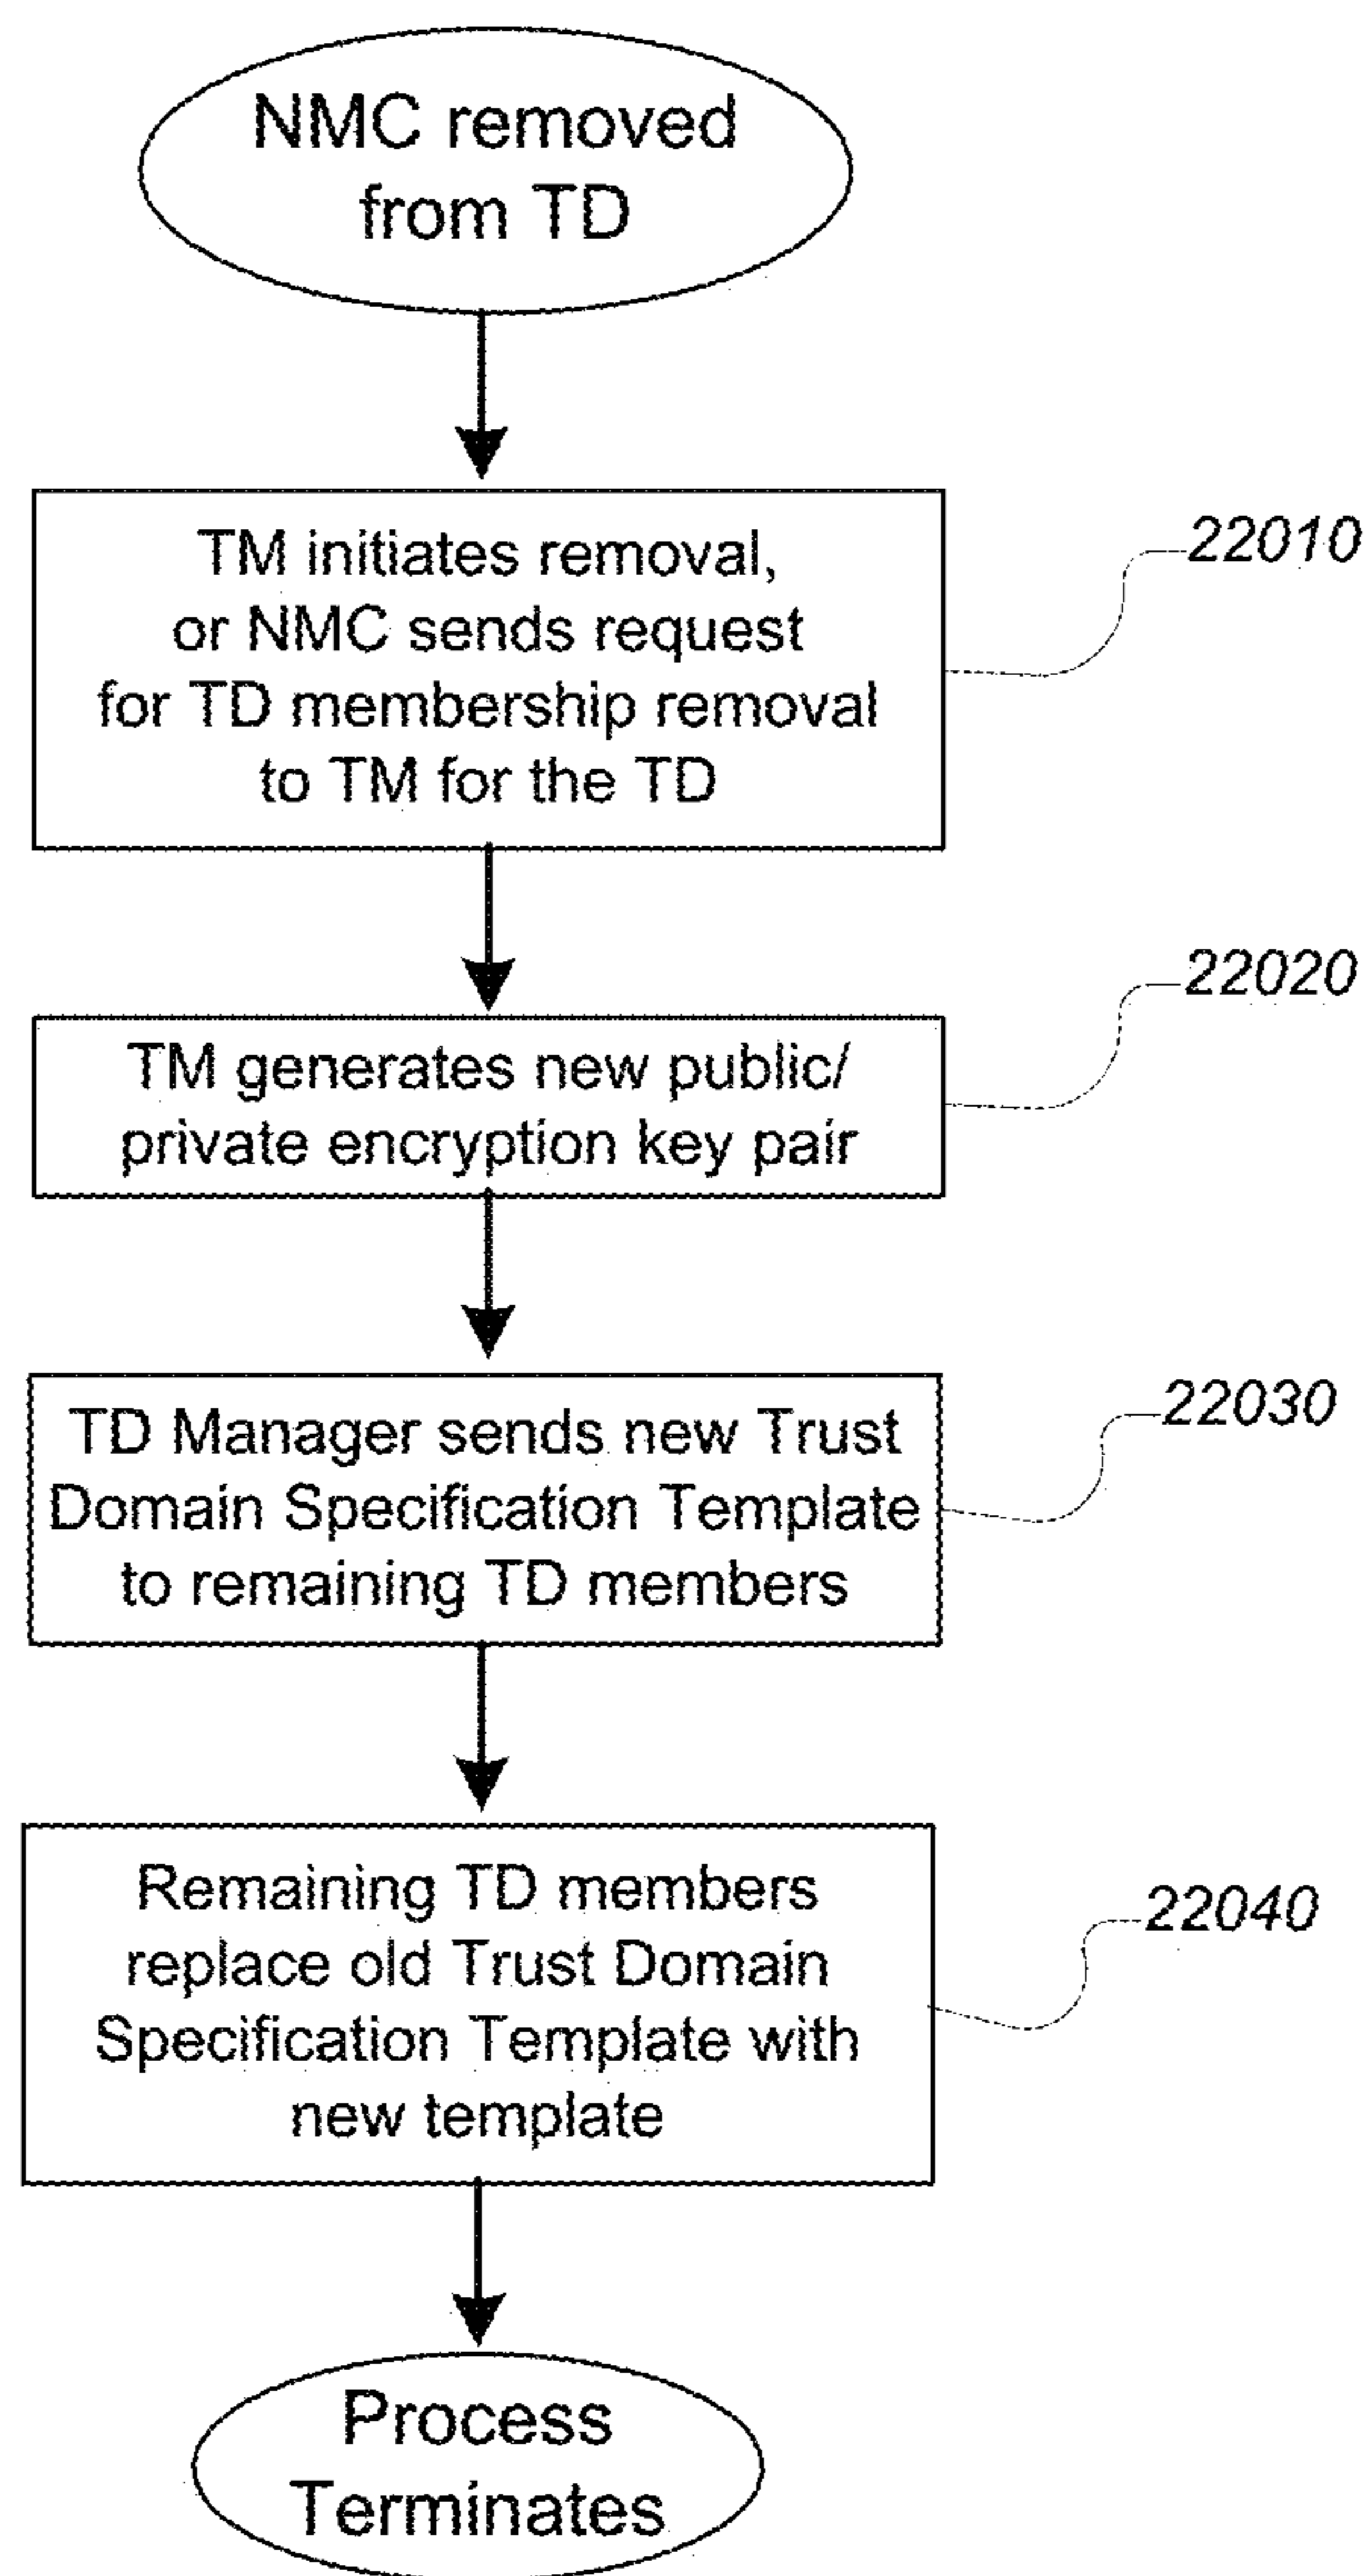 NMC removed
from TD
TM initiates removal,
or NMC sends request
for TD membership removal
to TM for the TD
22010
TM generates new public/
private encryption key pair
22020
TD Manager sends new Trust
Domain Specification Template
to remaining TD members
22030
Remaining TD members
replace old Trust Domain
Specification Template with
new template
22040
Process
Terminates